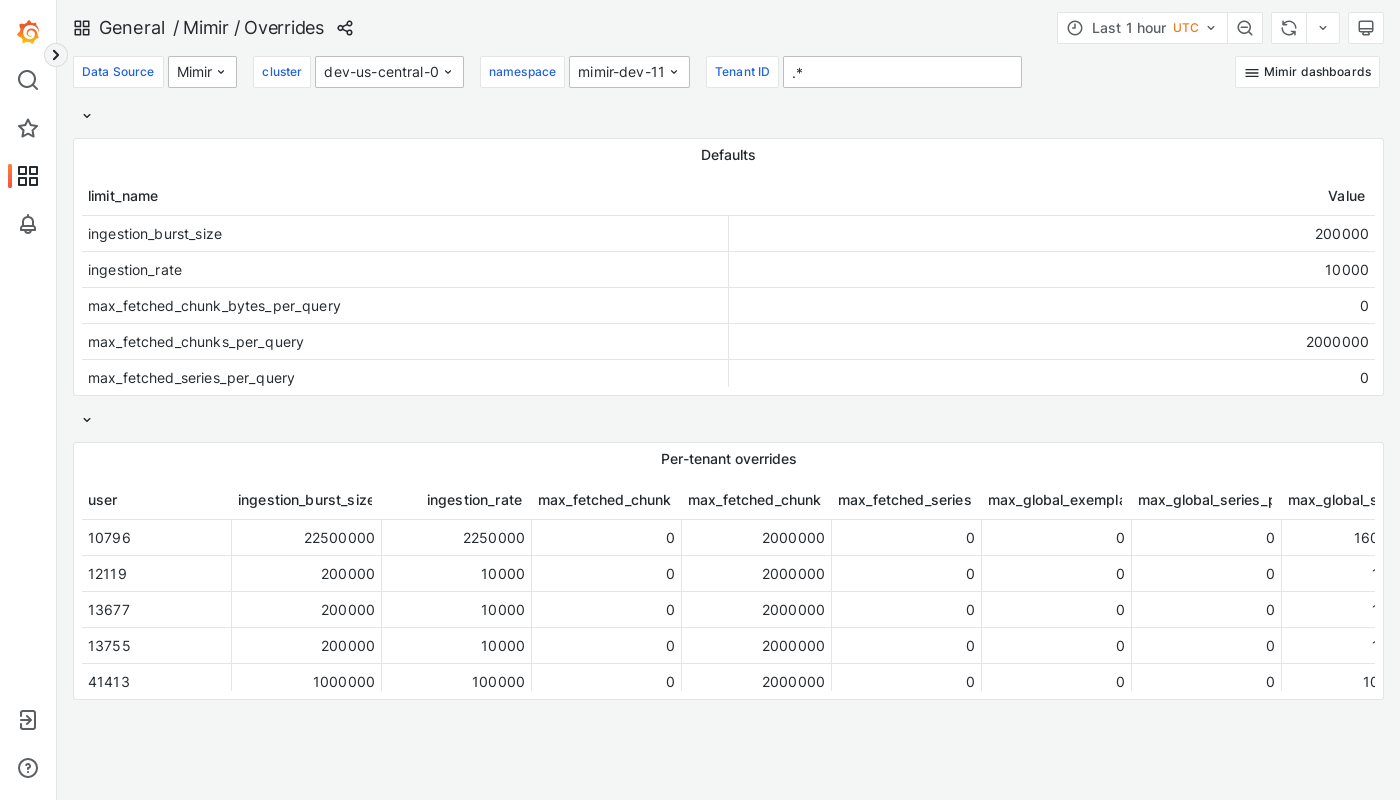 General / Mimir / Overrides
Last 1 hour UTC
Data Source Mimir cluster dev-us-central-0 namespace mimir-dev-11 Tenant ID .* Mimir dashboards
Defaults
limit_name Value
ingestion_burst_size 200000
ingestion_rate 10000
max_fetched_chunk_bytes_per_query 0
max_fetched_chunks_per_query 2000000
max_fetched_series_per_query 0
Per-tenant overrides
user ingestion_burst_size ingestion_rate max_fetched_chunk max_fetched_chunk max_fetched_series max_global_exempla max_global_series_p max_global_s
10796 22500000 2250000 0 2000000 0 0 0 160
12119 200000 10000 0 2000000 0 0 0 1
13677 200000 10000 0 2000000 0 0 0 1
13755 200000 10000 0 2000000 0 0 0 1
41413 1000000 100000 0 2000000 0 0 0 10